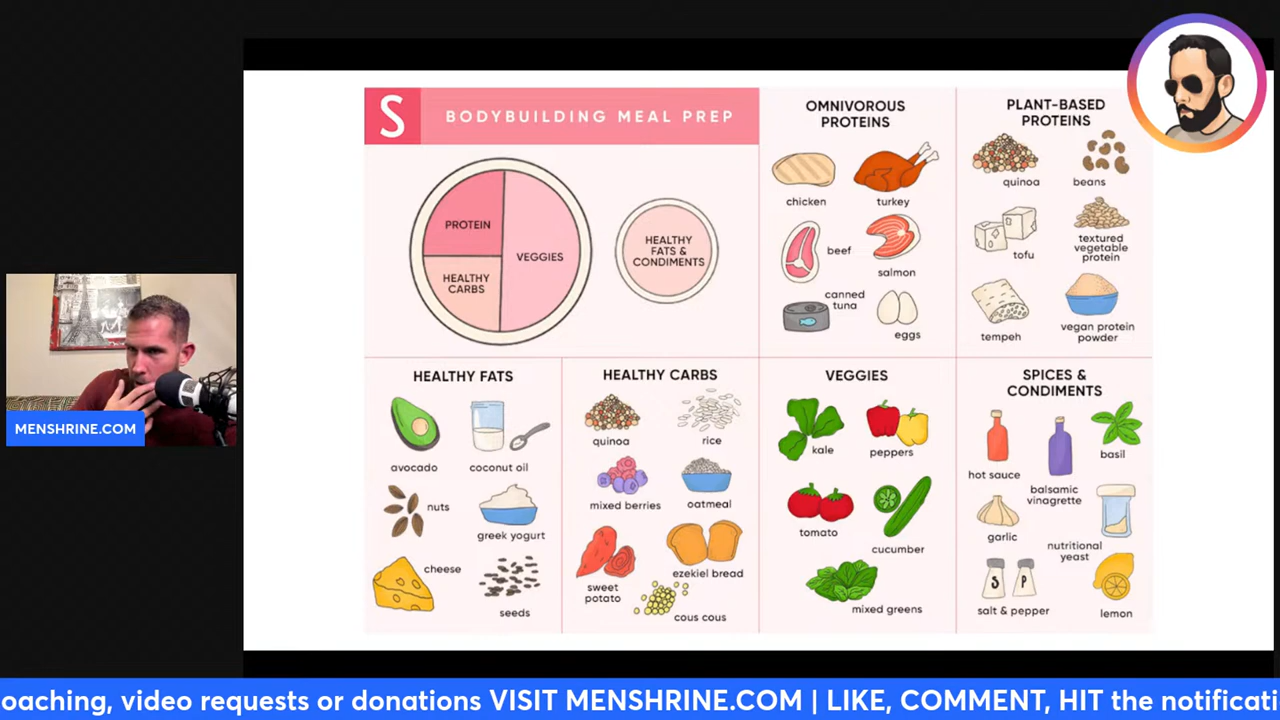 S
BODYBUILDING MEAL PREP
PROTEIN
HEALTHY
CARBS
VEGGIES
HEALTHY
FATS &
CONDIMENTS
OMNIVOROUS
PROTEINS
chicken
turkey
beef
salmon
canned
tuna
eggs
PLANT-BASED
PROTEINS
quinoa
beans
tofu
textured
vegetable
protein
tempeh
vegan protein
powder
HEALTHY FATS
avocado
coconut oil
nuts
greek yogurt
cheese
seeds
HEALTHY CARBS
quinoa
rice
mixed berries
oatmeal
sweet
potato
ezekiel bread
cous cous
VEGGIES
kale
peppers
tomato
cucumber
mixed greens
SPICES &
CONDIMENTS
hot sauce
balsamic
vinagrette
basil
garlic
nutritional
yeast
S P
salt & pepper
lemon
MENSHRINE.COM
oaching, video requests or donations VISIT MENSHRINE.COM | LIKE, COMMENT, HIT the notificati